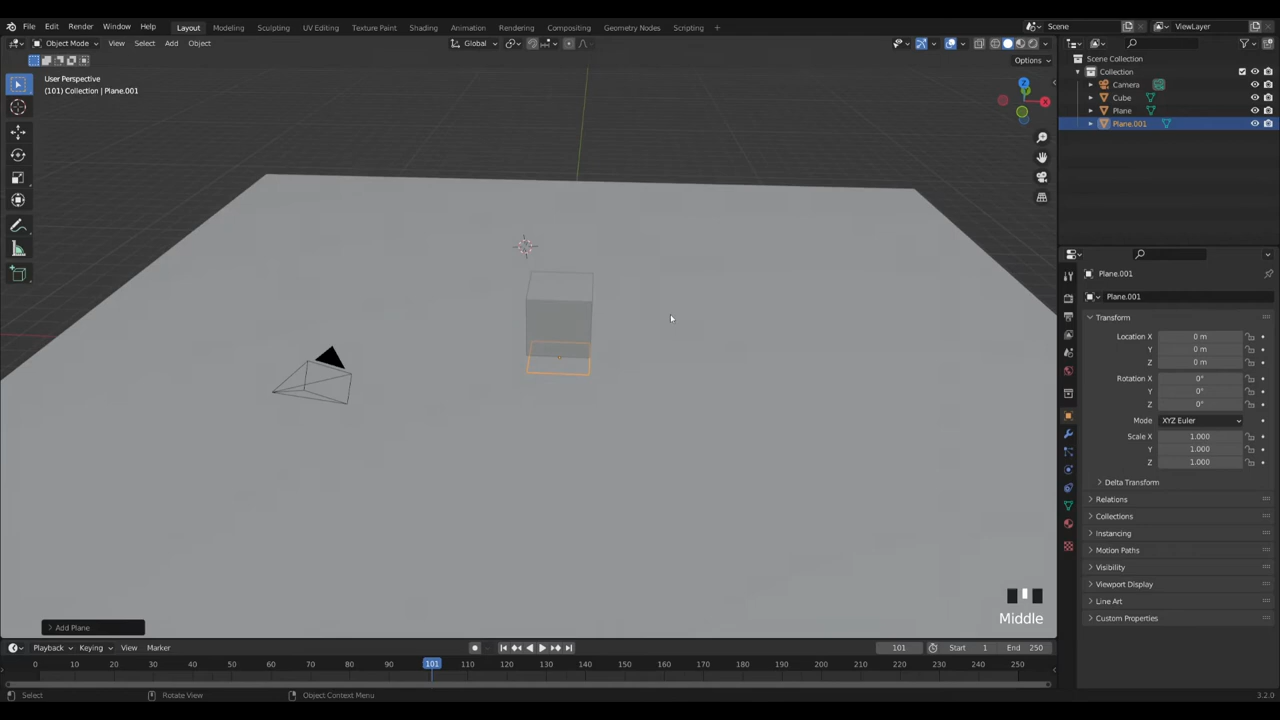 File Edit Render Window Help Layout Modeling Sculpting UV Editing Texture Paint Shading Animation Rendering Compositing Geometry Nodes Scripting + Scene ViewLayer
Object Mode View Select Add Object Global
Options
User Perspective
(101) Collection | Plane.001
Z
Y
X
Scene Collection
Collection
Camera
Cube
Plane
Plane.001
Plane.001
Plane.001
Transform
Location X 0 m
Y 0 m
Z 0 m
Rotation X 0°
Y 0°
Z 0°
Mode XYZ Euler
Scale X 1.000
Y 1.000
Z 1.000
Delta Transform
Relations
Collections
Instancing
Motion Paths
Visibility
Viewport Display
Line Art
Custom Properties
Middle
Add Plane
Playback Keying View Marker 101 Start 1 End 250
0 10 20 30 40 50 60 70 80 90 101 110 120 130 140 150 160 170 180 190 200 210 220 230 240 250
Select Rotate View Object Context Menu 3.2.0